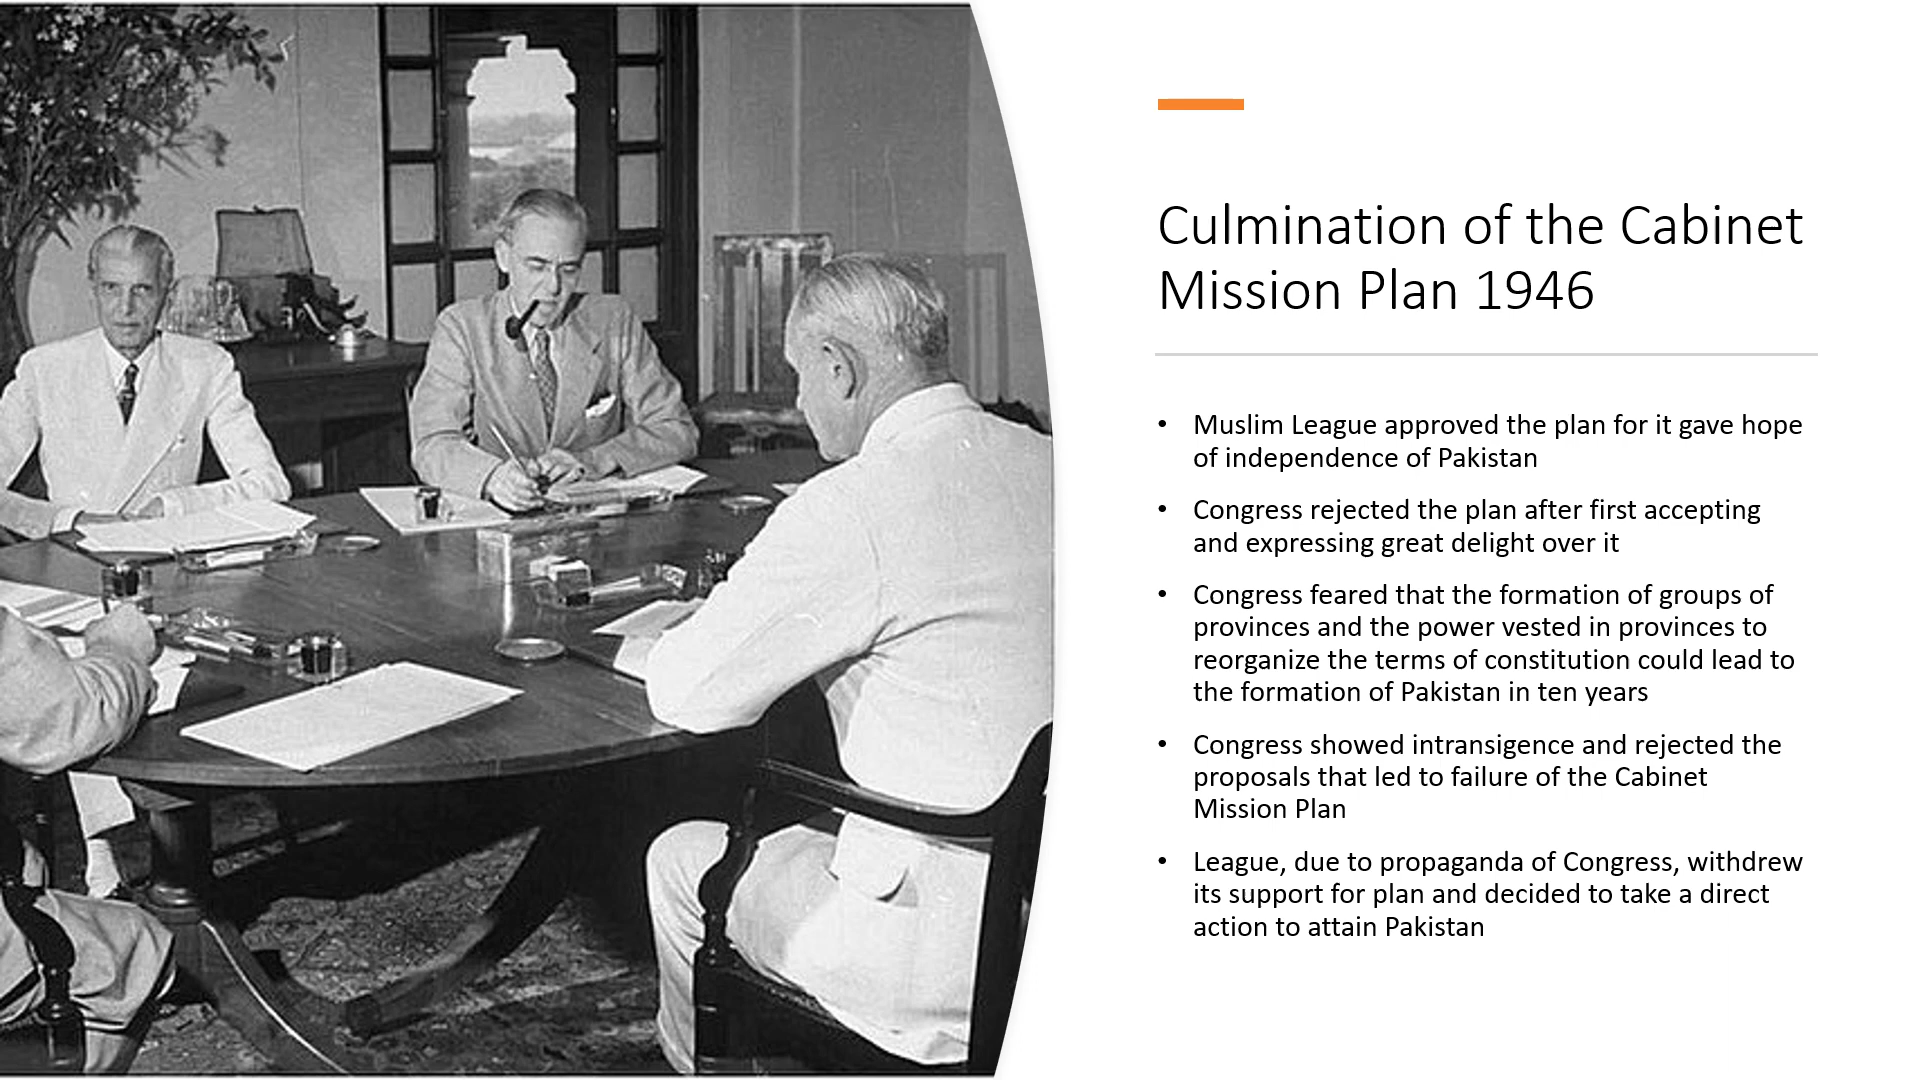 Culmination of the Cabinet
Mission Plan 1946
• Muslim League approved the plan for it gave hope
of independence of Pakistan
• Congress rejected the plan after first accepting
and expressing great delight over it
• Congress feared that the formation of groups of
provinces and the power vested in provinces to
reorganize the terms of constitution could lead to
the formation of Pakistan in ten years
• Congress showed intransigence and rejected the
proposals that led to failure of the Cabinet
Mission Plan
• League, due to propaganda of Congress, withdrew
its support for plan and decided to take a direct
action to attain Pakistan